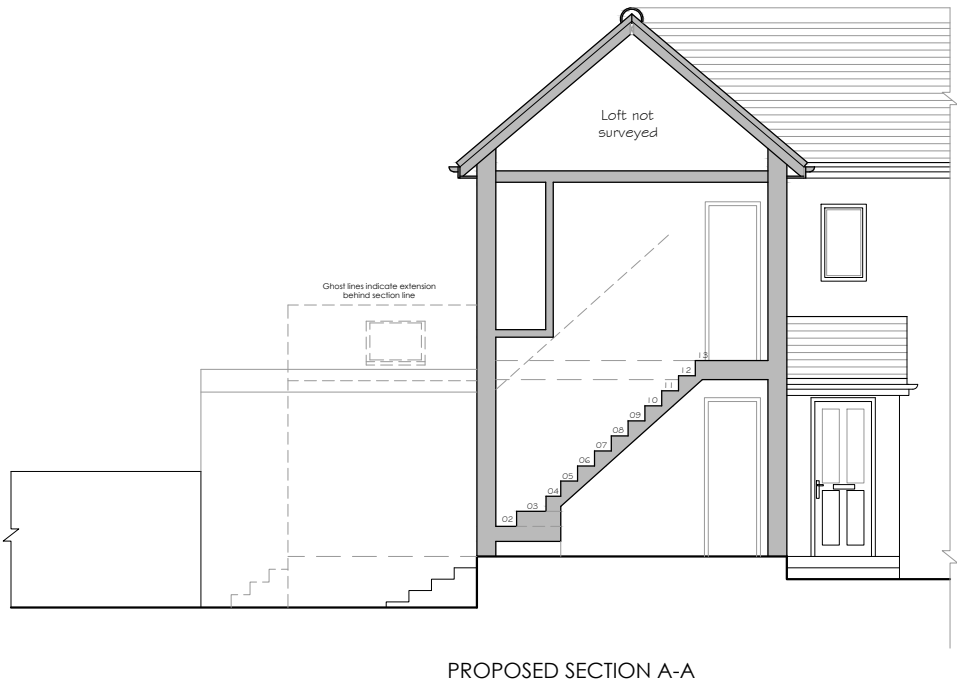 Loft not
surveyed
Ghost lines indicate extension
behind section line
13
12
11
10
09
08
07
06
05
04
03
02
PROPOSED SECTION A-A